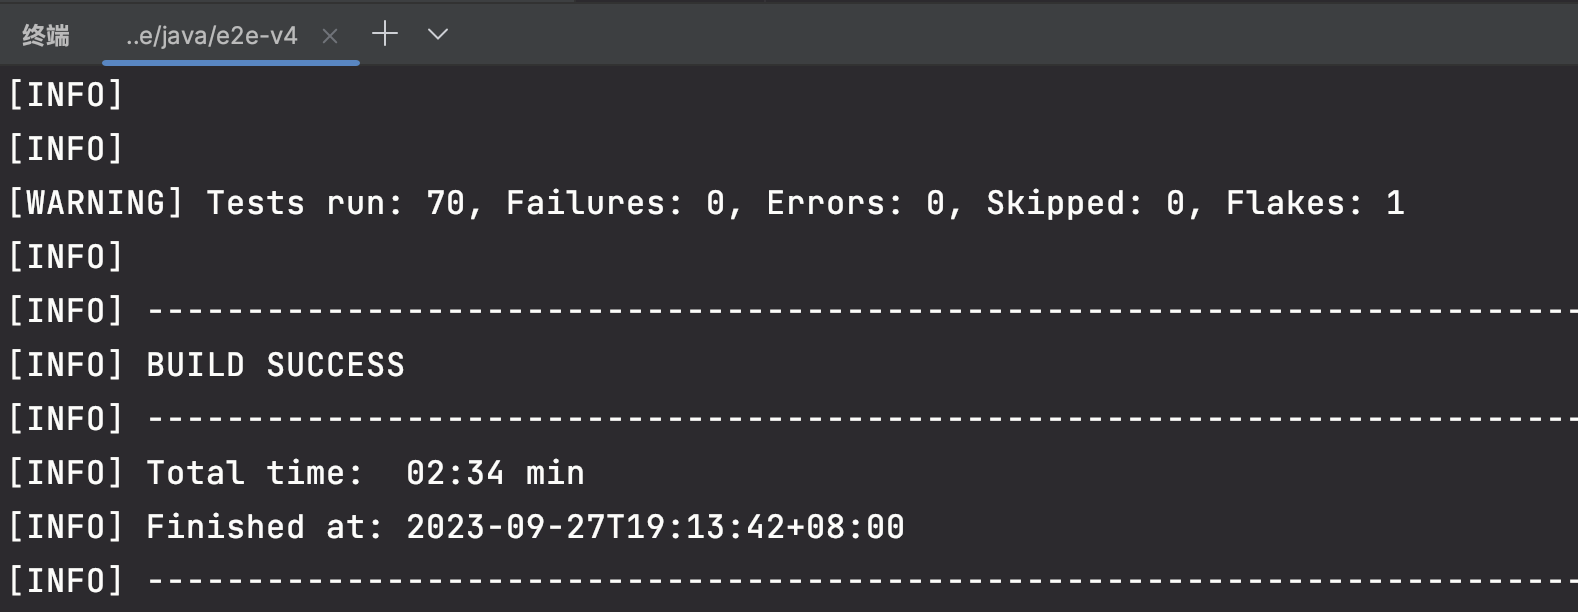 终端 ..e/java/e2e-v4
[INFO]
[INFO]
[WARNING] Tests run: 70, Failures: 0, Errors: 0, Skipped: 0, Flakes: 1
[INFO]
[INFO] ------------------------------------------------------------------------
[INFO] BUILD SUCCESS
[INFO] ------------------------------------------------------------------------
[INFO] Total time:  02:34 min
[INFO] Finished at: 2023-09-27T19:13:42+08:00
[INFO] ------------------------------------------------------------------------